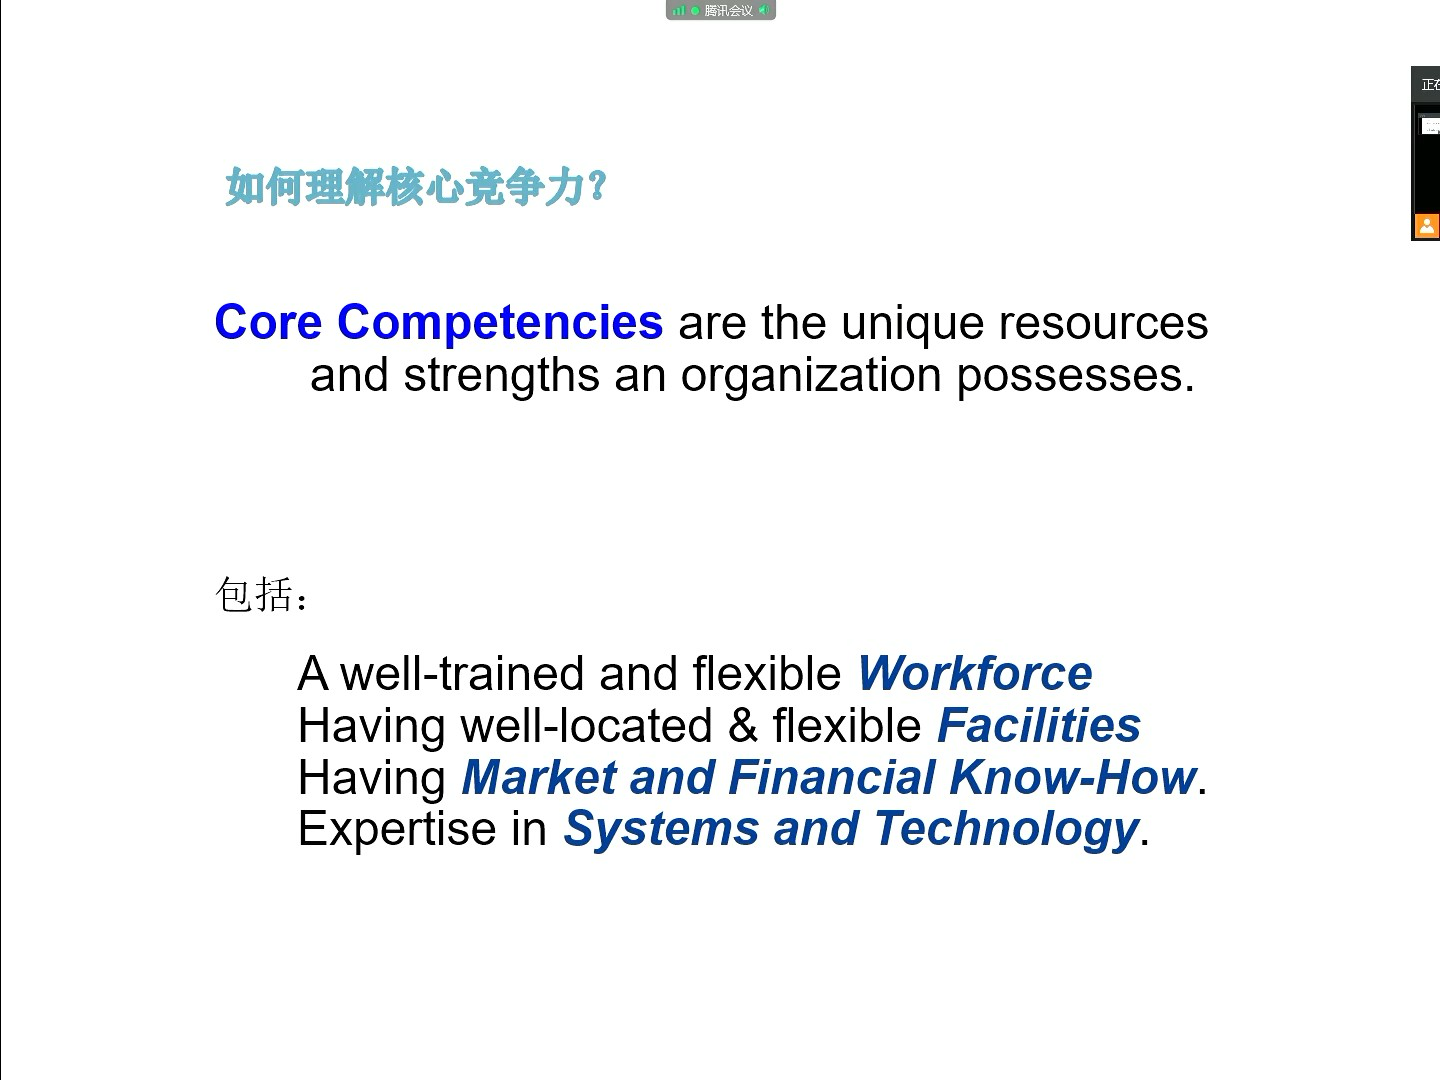 腾讯会议
正在
如何理解核心竞争力？
Core Competencies are the unique resources
and strengths an organization possesses.
包括：
A well-trained and flexible Workforce
Having well-located & flexible Facilities
Having Market and Financial Know-How.
Expertise in Systems and Technology.